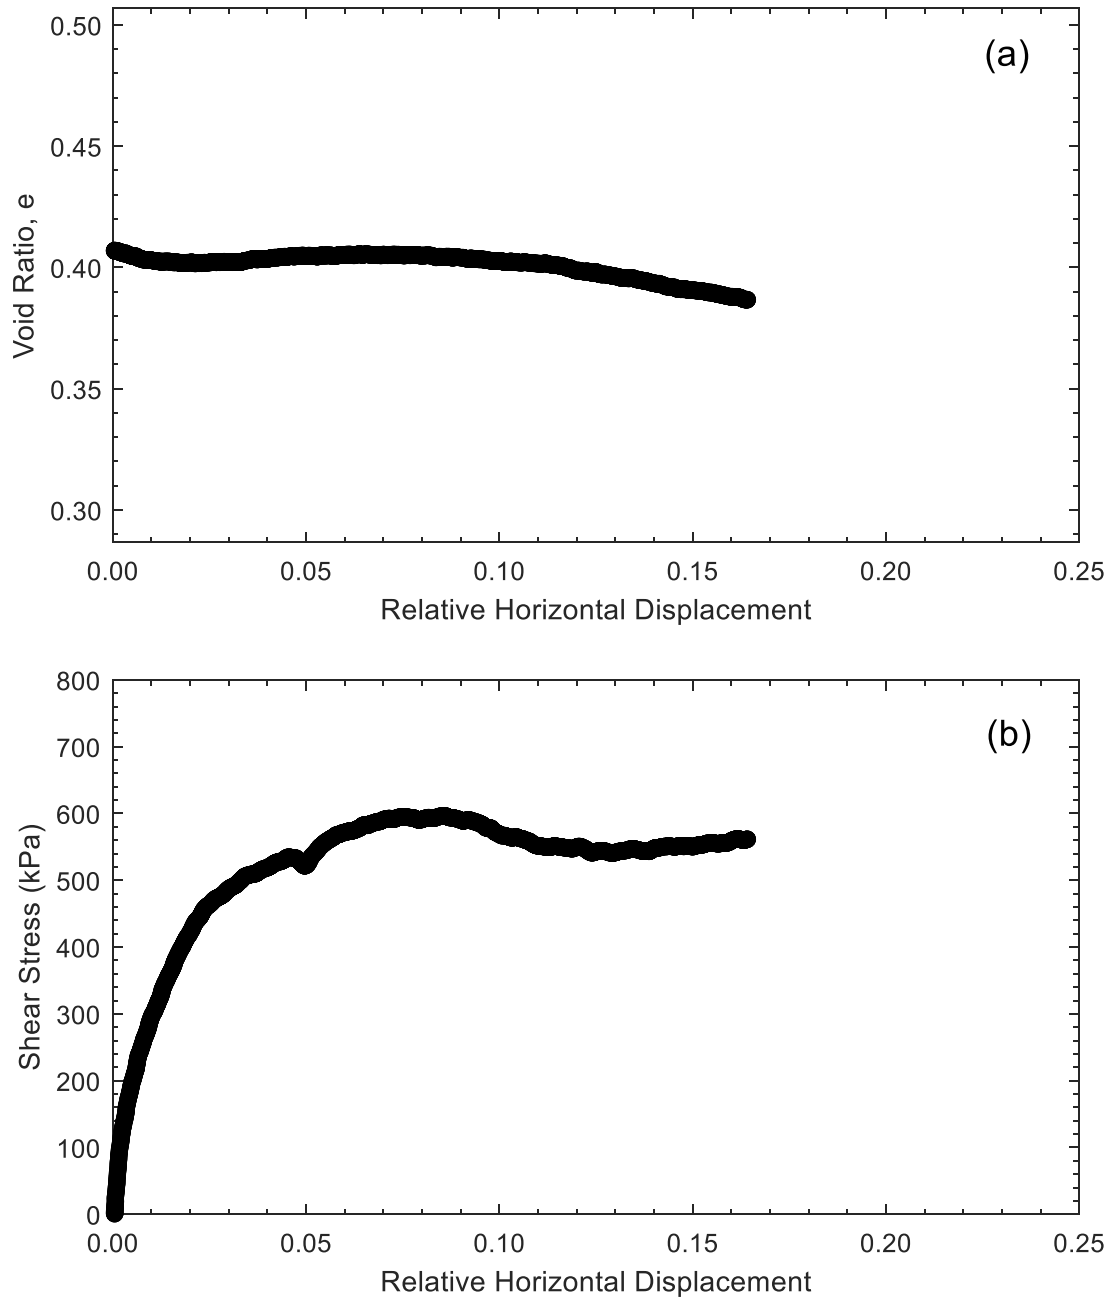 (a)
0.50
0.45
0.40
0.35
0.30
Void Ratio, e
0.00 0.05 0.10 0.15 0.20 0.25
Relative Horizontal Displacement
(b)
800
700
600
500
400
300
200
100
0
Shear Stress (kPa)
0.00 0.05 0.10 0.15 0.20 0.25
Relative Horizontal Displacement